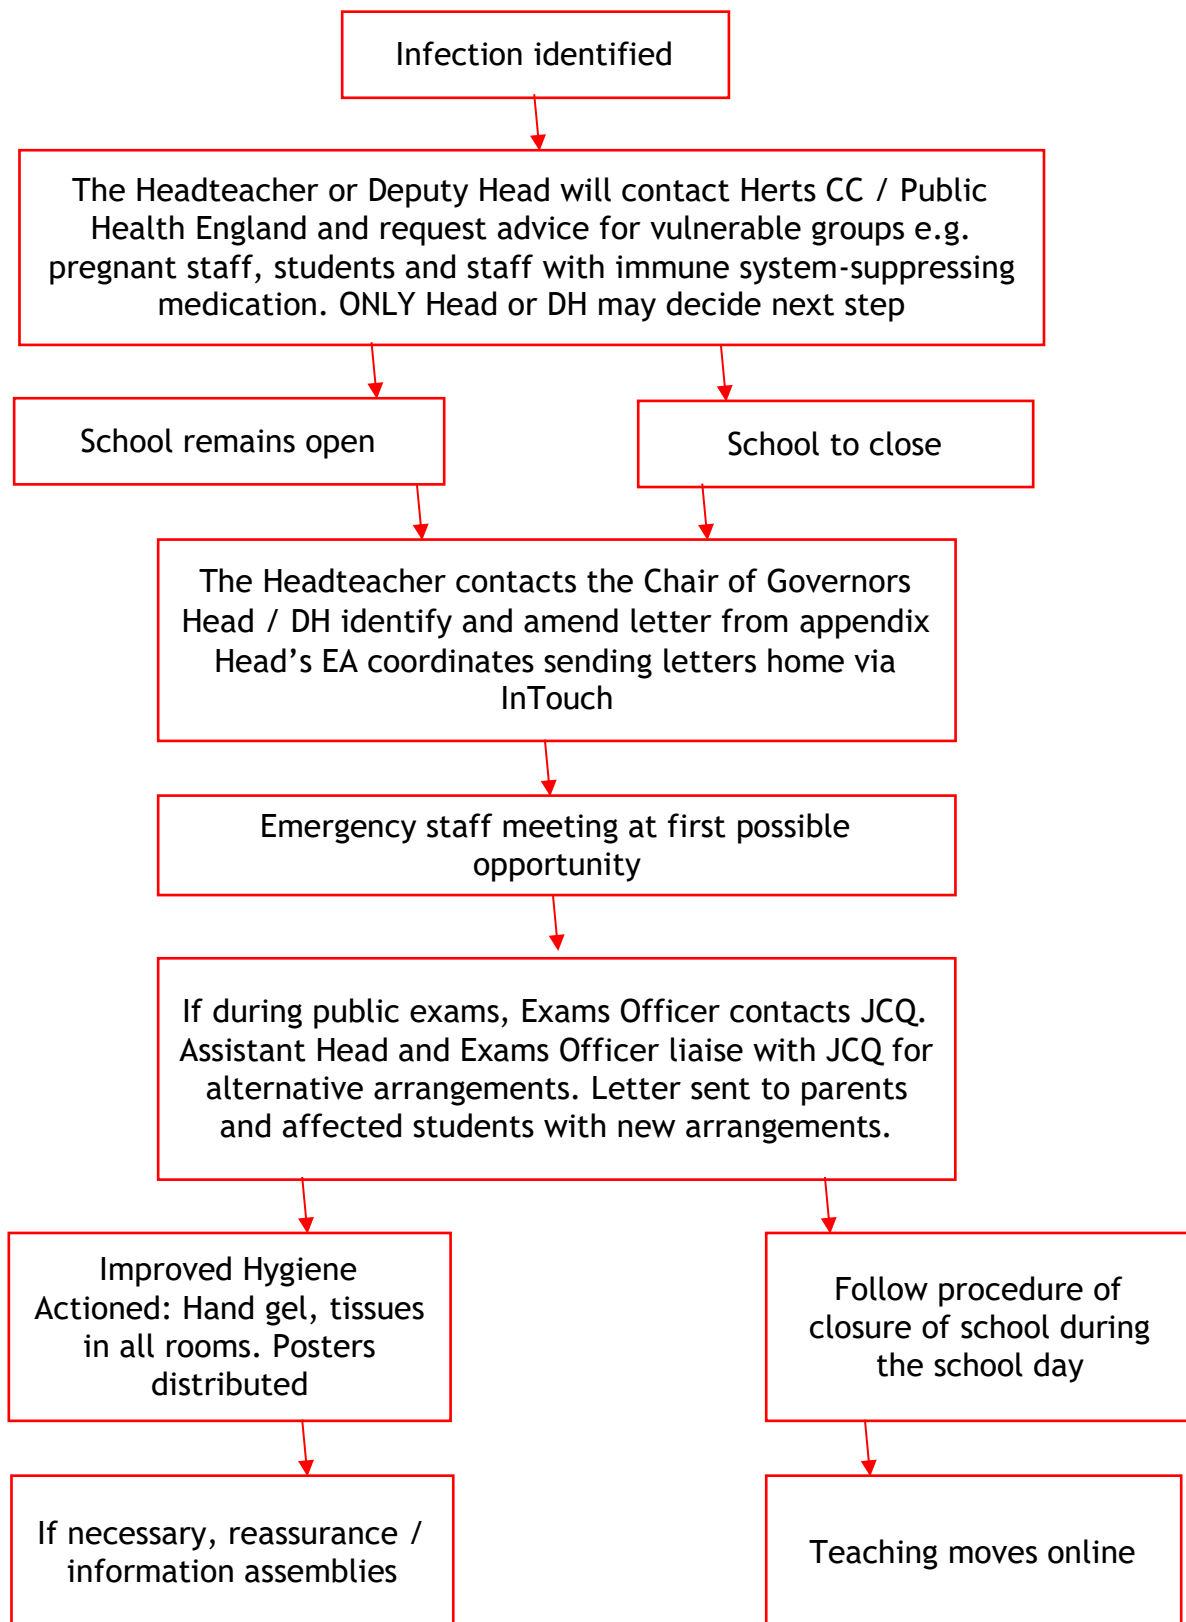 Infection identified
The Headteacher or Deputy Head will contact Herts CC / Public
Health England and request advice for vulnerable groups e.g.
pregnant staff, students and staff with immune system-suppressing
medication. ONLY Head or DH may decide next step
School remains open
School to close
The Headteacher contacts the Chair of Governors
Head / DH identify and amend letter from appendix
Head’s EA coordinates sending letters home via
InTouch
Emergency staff meeting at first possible
opportunity
If during public exams, Exams Officer contacts JCQ.
Assistant Head and Exams Officer liaise with JCQ for
alternative arrangements. Letter sent to parents
and affected students with new arrangements.
Improved Hygiene
Actioned: Hand gel, tissues
in all rooms. Posters
distributed
Follow procedure of
closure of school during
the school day
If necessary, reassurance /
information assemblies
Teaching moves online